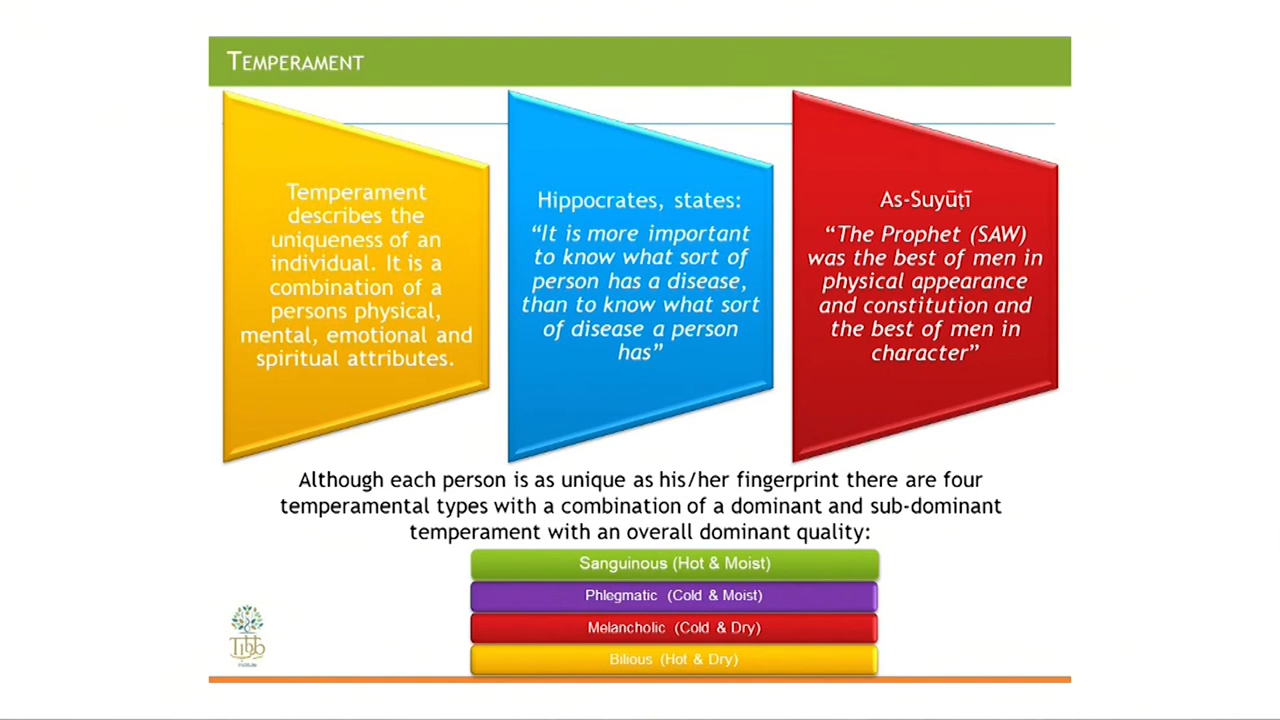 TEMPERAMENT
Temperament
describes the
uniqueness of an
individual. It is a
combination of a
persons physical,
mental, emotional and
spiritual attributes.
Hippocrates, states:
“It is more important
to know what sort of
person has a disease,
than to know what sort
of disease a person
has”
As-Suyūṭī
“The Prophet (SAW)
was the best of men in
physical appearance
and constitution and
the best of men in
character”
Although each person is as unique as his/her fingerprint there are four
temperamental types with a combination of a dominant and sub-dominant
temperament with an overall dominant quality:
Sanguinous (Hot & Moist)
Phlegmatic (Cold & Moist)
Melancholic (Cold & Dry)
Bilious (Hot & Dry)
Tibb